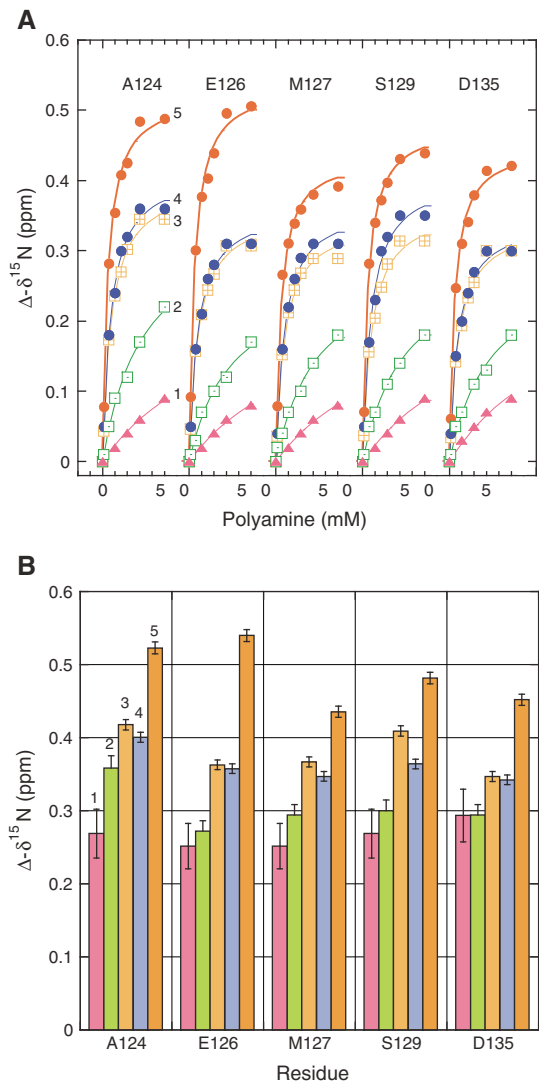 A
0.6
0.5
0.4
0.3
0.2
0.1
0
Δ-δ¹⁵N (ppm)
A124 E126 M127 S129 D135
5
4
3
2
1
0 5 0 5 0 5 0 5 0 5
Polyamine (mM)
B
0.6
0.5
0.4
0.3
0.2
0.1
0
Δ-δ¹⁵N (ppm)
1 2 3 4 5
A124 E126 M127 S129 D135
Residue